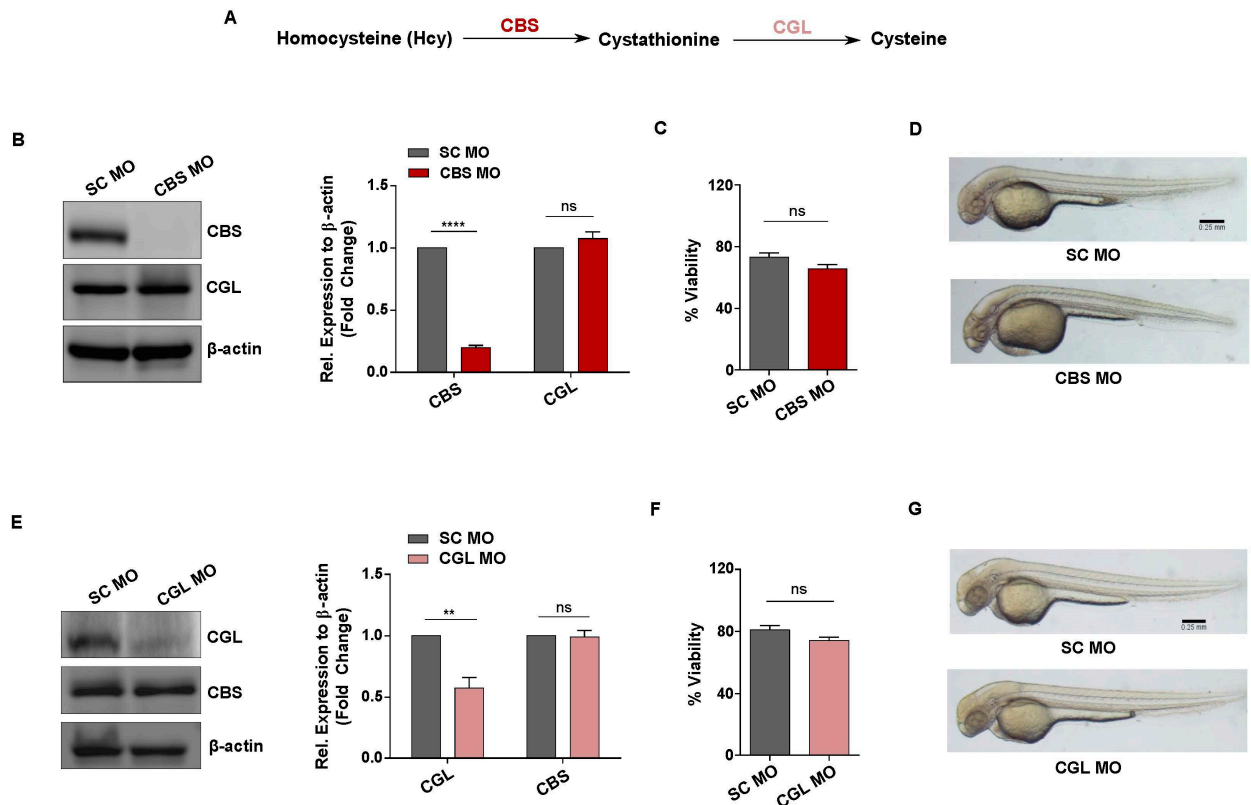 A
Homocysteine (Hcy)
CBS
Cystathionine
CGL
Cysteine
B
SC MO
CBS MO
CBS
CGL
β-actin
SC MO
CBS MO
Rel. Expression to β-actin
(Fold Change)
1.5
1.0
0.5
0.0
****
ns
CBS
CGL
C
% Viability
120
80
40
0
ns
SC MO
CBS MO
D
0.25 mm
SC MO
CBS MO
E
SC MO
CGL MO
CGL
CBS
β-actin
SC MO
CGL MO
Rel. Expression to β-actin
(Fold Change)
1.5
1.0
0.5
0.0
**
ns
CGL
CBS
F
% Viability
120
80
40
0
ns
SC MO
CGL MO
G
0.25 mm
SC MO
CGL MO